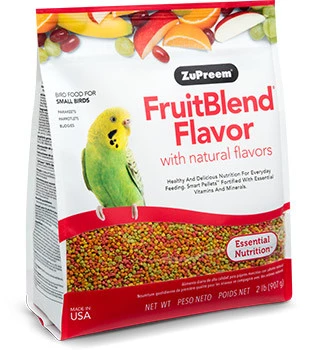 ZuPreem®
BIRD FOOD FOR
SMALL BIRDS
PARAKEETS
PARROTLETS
BUDGIES
FruitBlend®
Flavor
with natural flavors
Healthy And Delicious Nutrition For Everyday
Feeding. Smart Pellets™ Fortified With Essential
Vitamins And Minerals.
Essential
Nutrition™
MADE IN
USA
NET WT PESO NETO POIDS NET 2 lb (907 g)